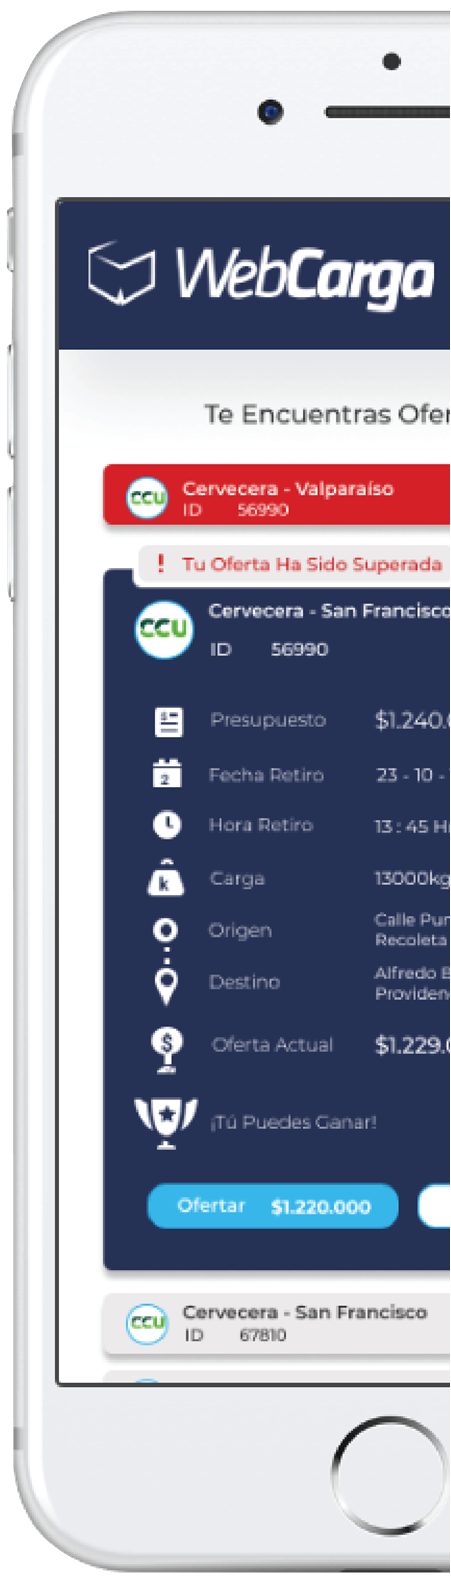 WebCarga
Te Encuentras Ofer
CCU Cervecera - Valparaíso
ID 56990
! Tu Oferta Ha Sido Superada
CCU Cervecera - San Francisco
ID 56990
Presupuesto $1.240.
Fecha Retiro 23 - 10 -
Hora Retiro 13 : 45 H
Carga 13000kg
Origen Calle Pun
Recoleta
Destino Alfredo B
Providen
Oferta Actual $1.229.
¡Tú Puedes Ganar!
Ofertar $1.220.000
CCU Cervecera - San Francisco
ID 67810